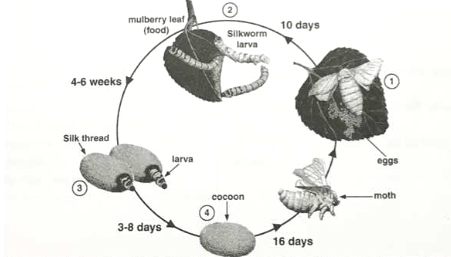 mulberry leaf
(food)
2
Silkworm
larva
10 days
1
4-6 weeks
eggs
Silk thread
larva
3
moth
cocoon
4
3-8 days
16 days